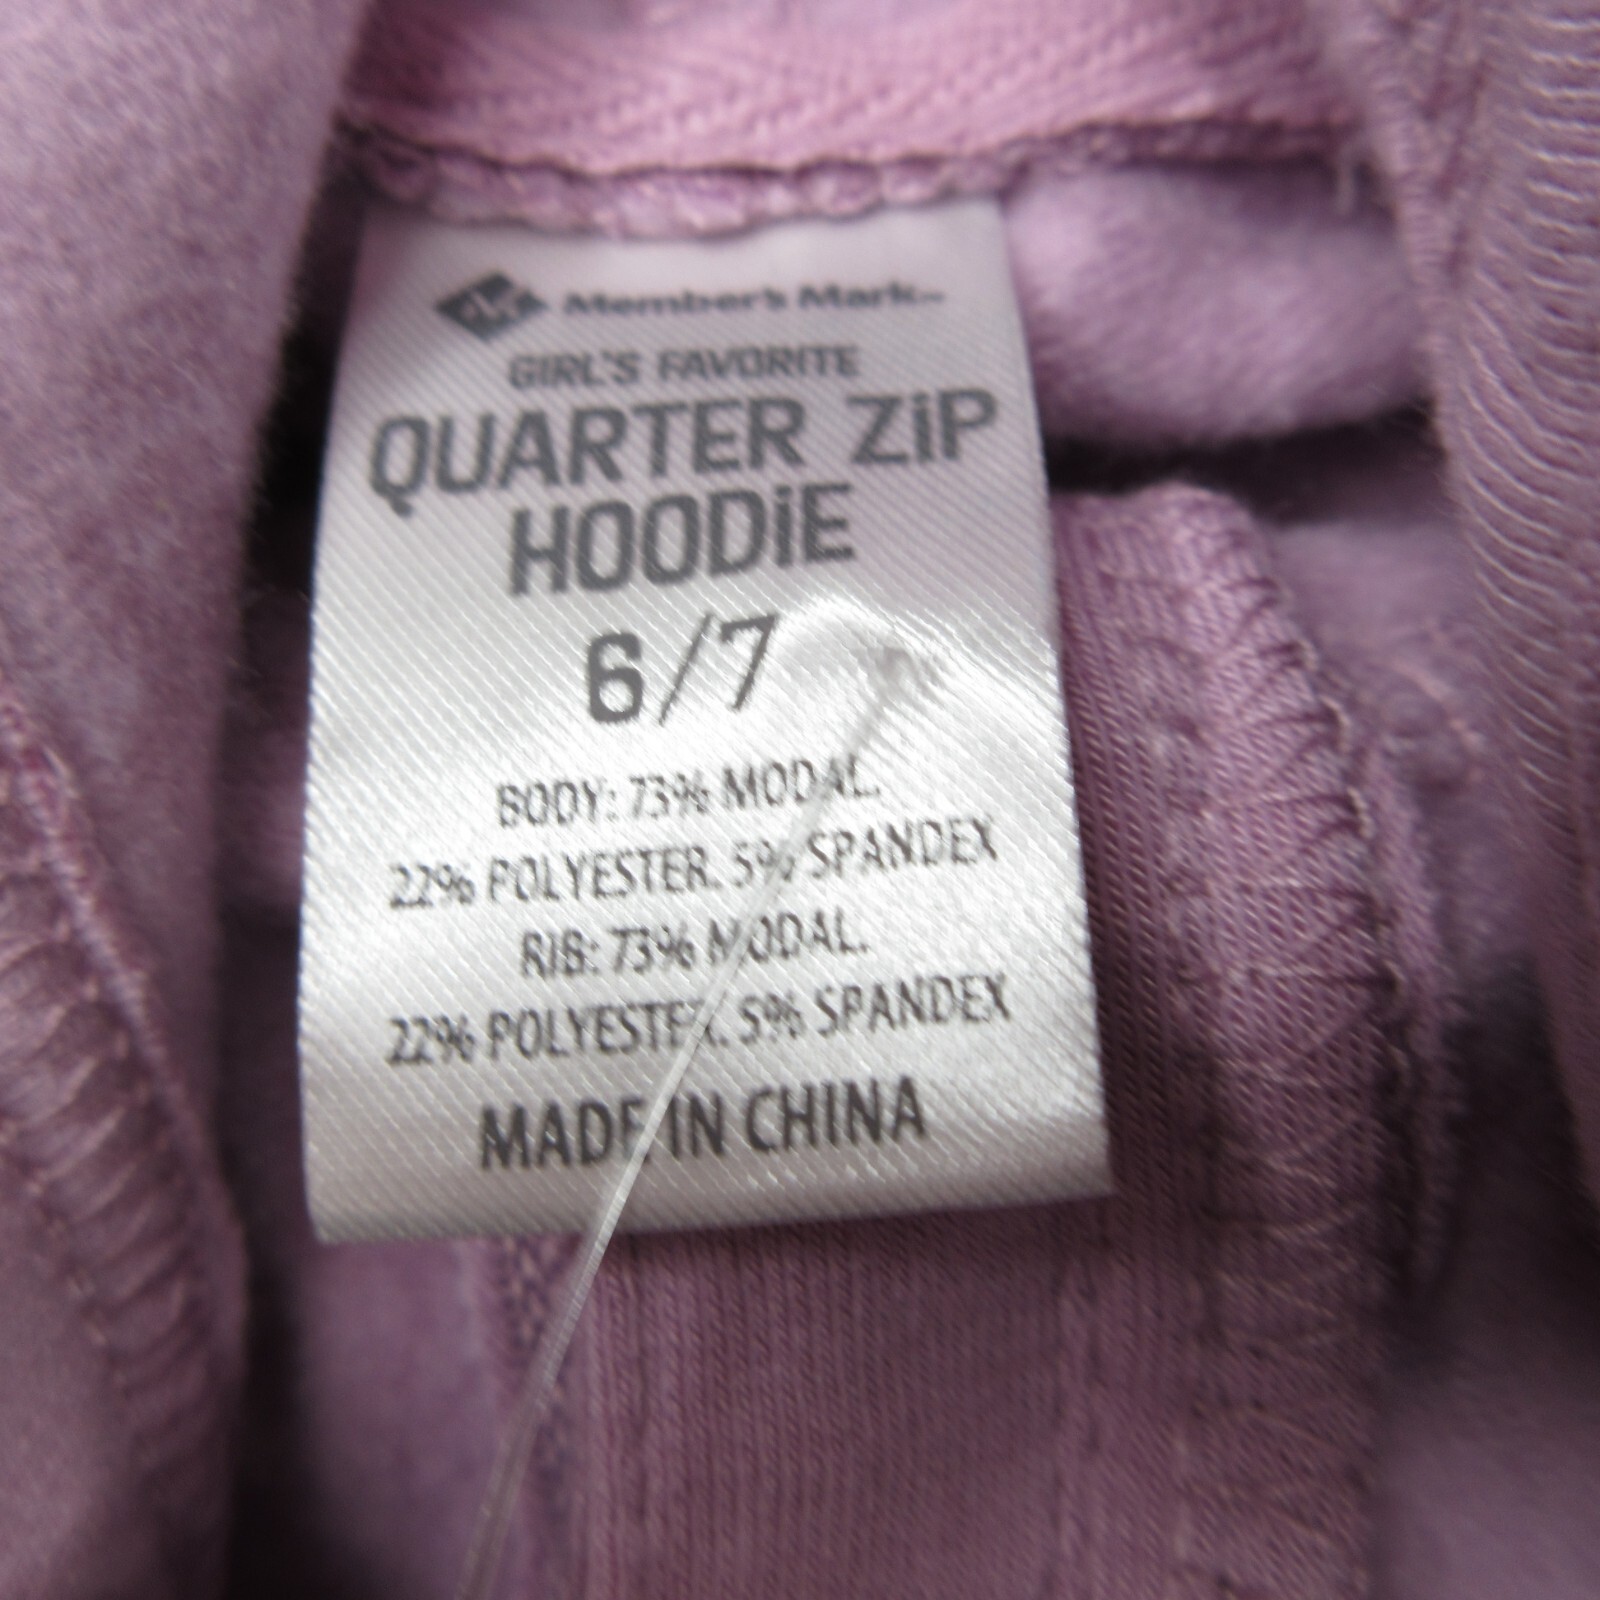 Member's Mark™
GIRL'S FAVORITE
QUARTER ZiP
HOODiE
6/7
BODY: 73% MODAL.
22% POLYESTER. 5% SPANDEX
RIB: 73% MODAL.
22% POLYESTER. 5% SPANDEX
MADE IN CHINA